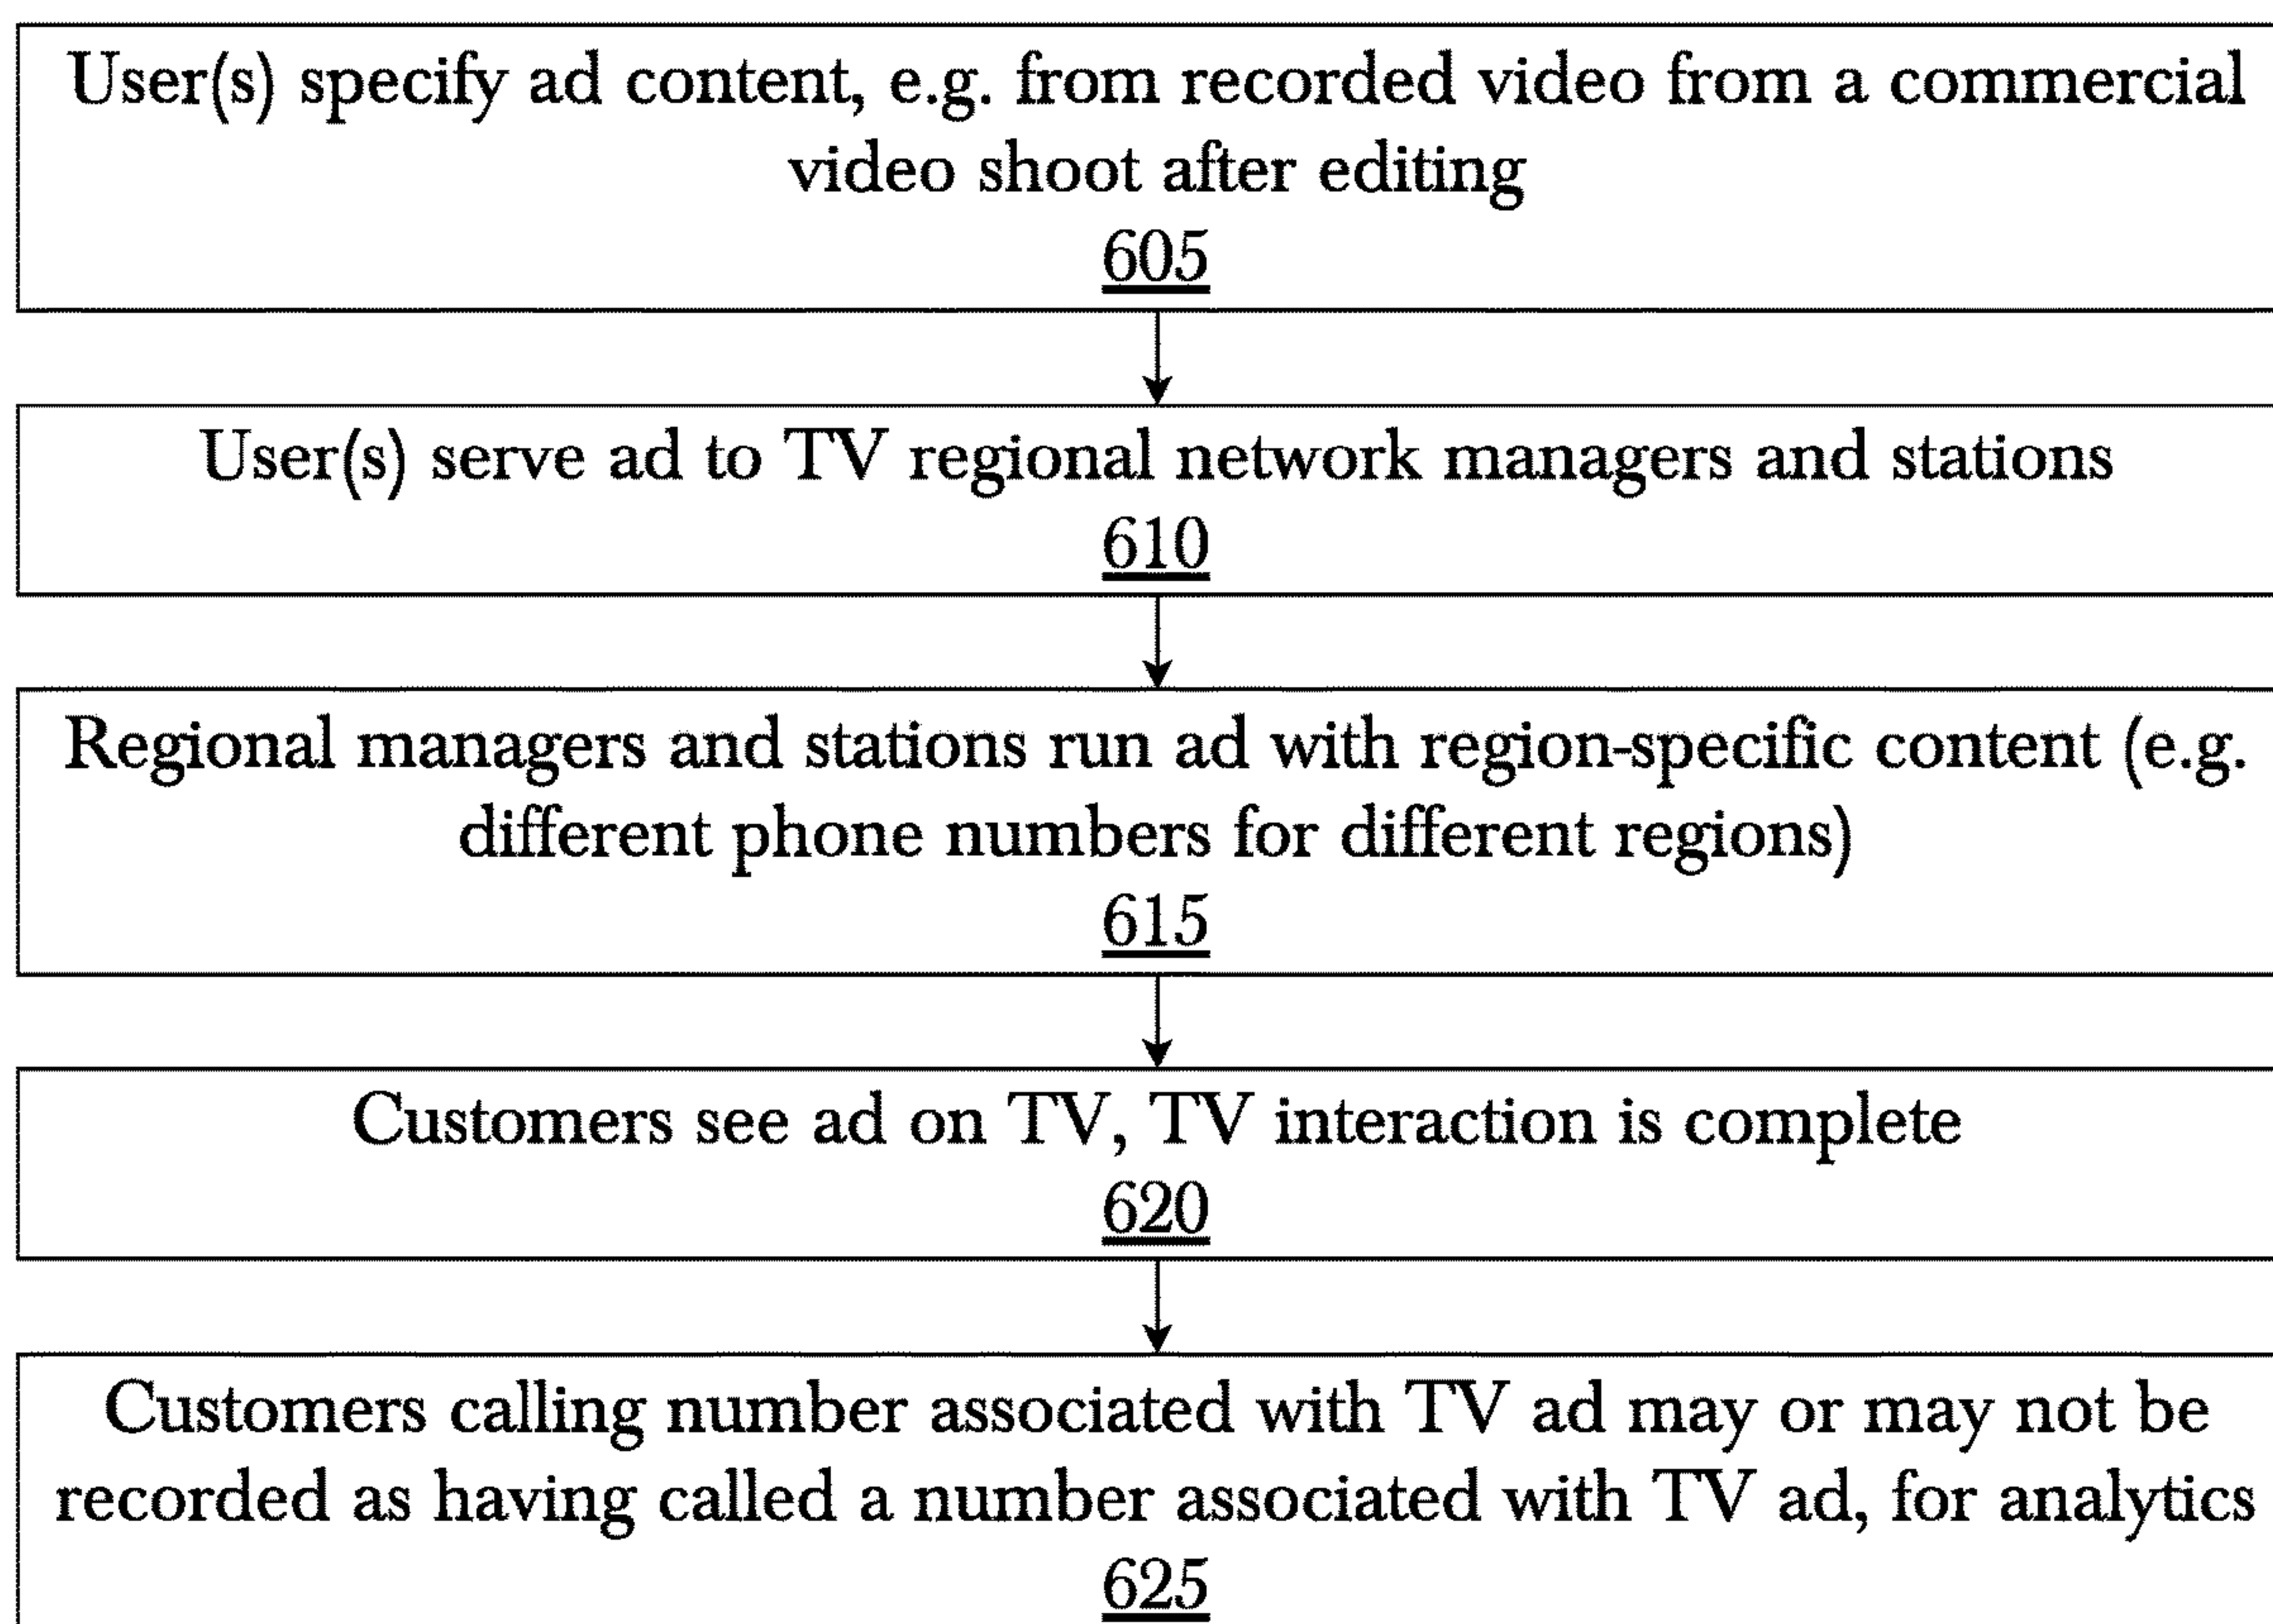 User(s) specify ad content, e.g. from recorded video from a commercial
video shoot after editing
605
User(s) serve ad to TV regional network managers and stations
610
Regional managers and stations run ad with region-specific content (e.g.
different phone numbers for different regions)
615
Customers see ad on TV, TV interaction is complete
620
Customers calling number associated with TV ad may or may not be
recorded as having called a number associated with TV ad, for analytics
625